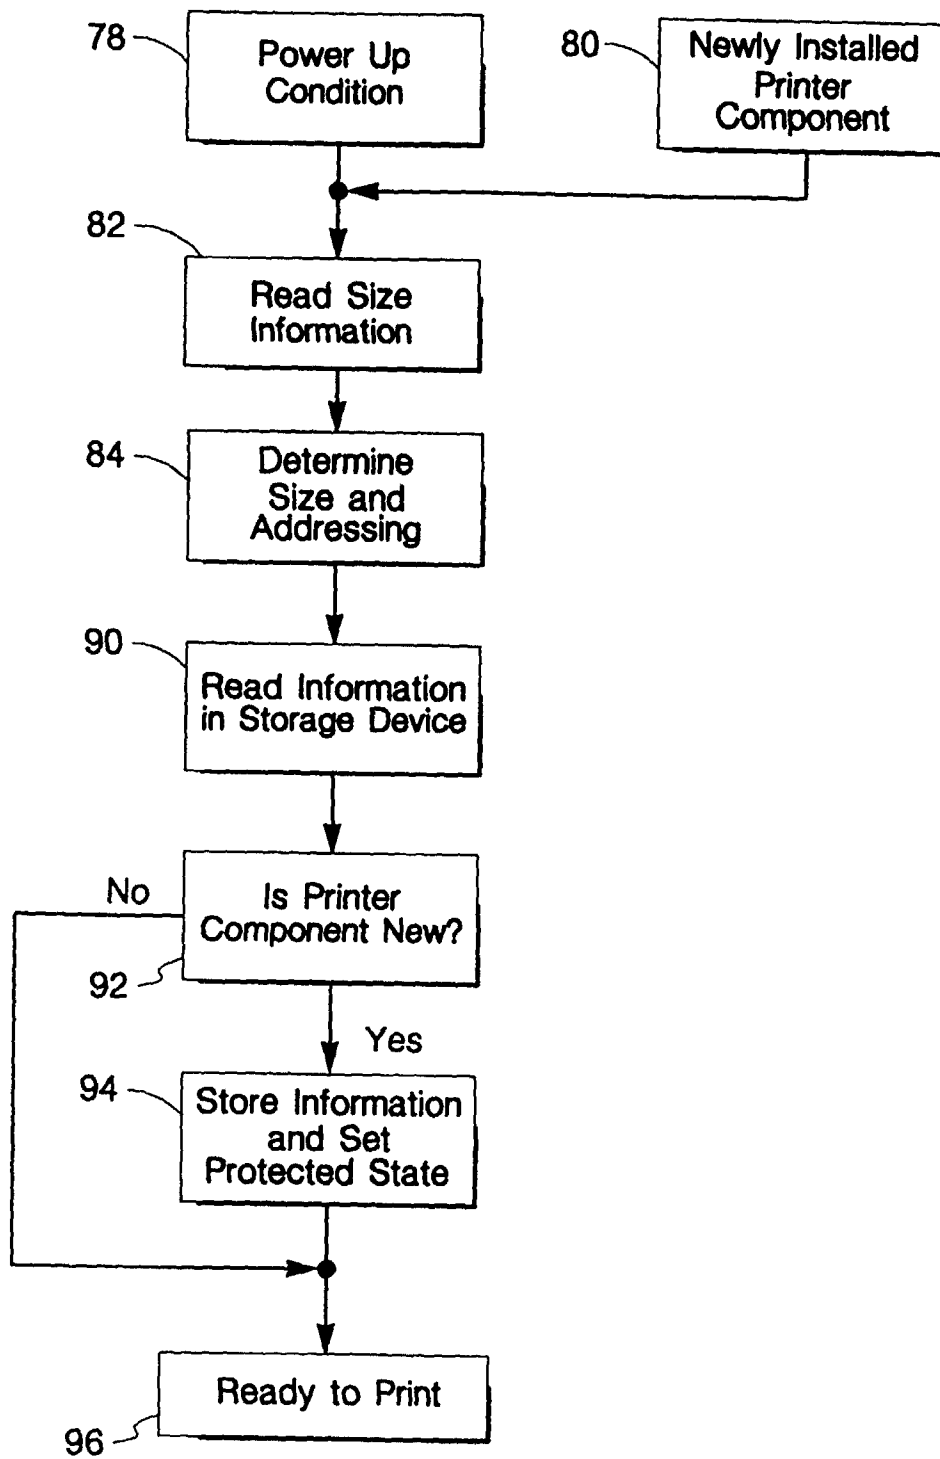 78
Power Up
Condition
80
Newly Installed
Printer
Component
82
Read Size
Information
84
Determine
Size and
Addressing
90
Read Information
in Storage Device
No
Is Printer
Component New?
92
Yes
94
Store Information
and Set
Protected State
Ready to Print
96